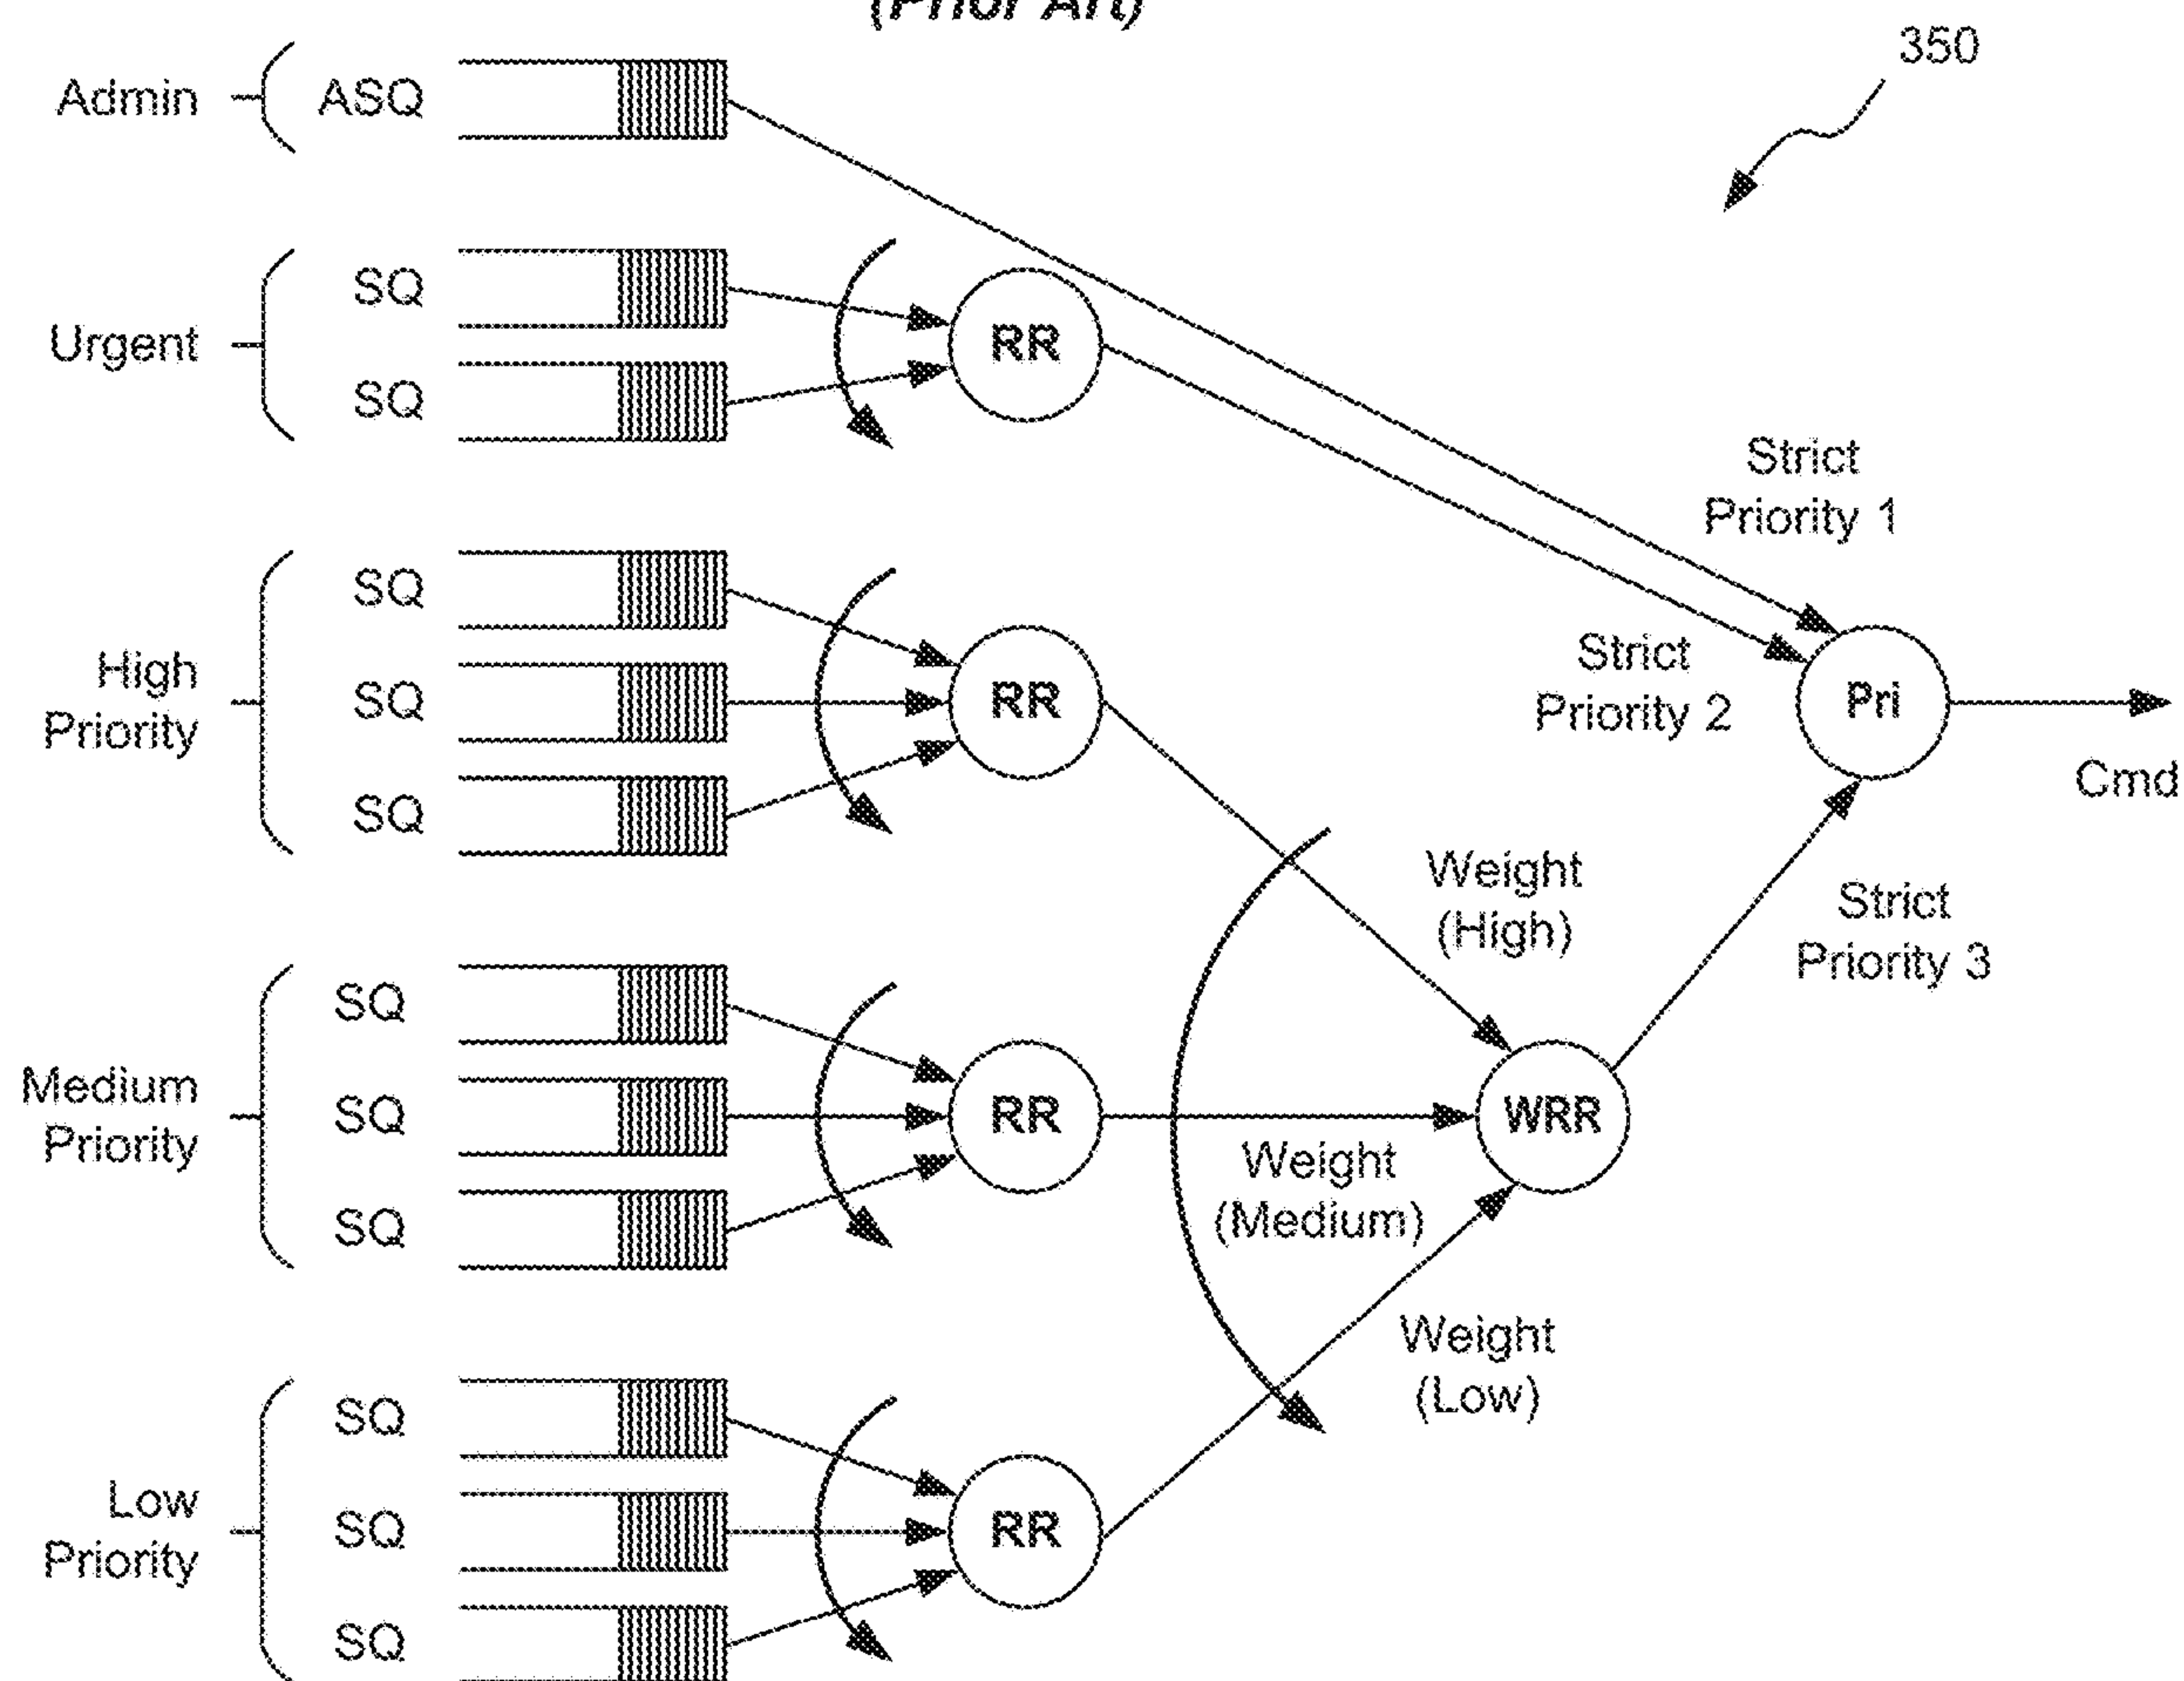 (Prior Art)
350
Admin
ASQ
Urgent
SQ
SQ
RR
Strict
Priority 1
High
Priority
SQ
SQ
SQ
RR
Strict
Priority 2
Pri
Cmd
Weight
(High)
Strict
Priority 3
Medium
Priority
SQ
SQ
SQ
RR
Weight
(Medium)
WRR
Weight
(Low)
Low
Priority
SQ
SQ
SQ
RR